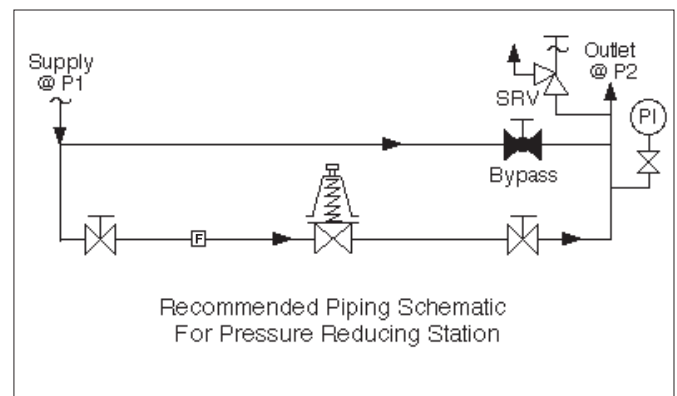 Supply
@ P1
Outlet
@ P2
SRV
PI
Bypass
F
Recommended Piping Schematic
For Pressure Reducing Station